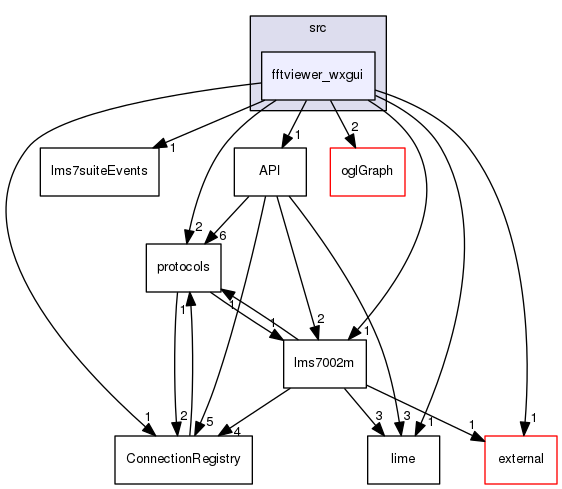 src
fftviewer_wxgui
1
1
2
lms7suiteEvents
API
oglGraph
2
6
protocols
1
1
1
2
1
lms7002m
1
2
5
4
3
3
1
1
1
ConnectionRegistry
lime
external